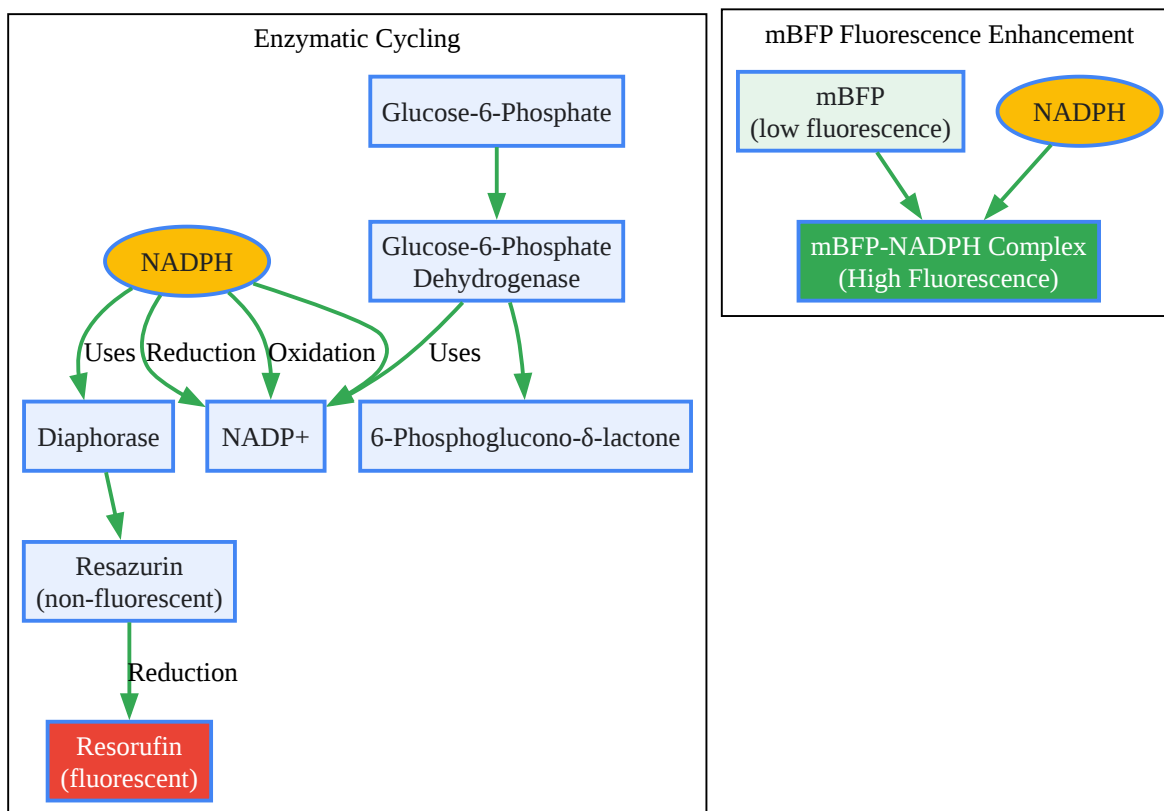 Enzymatic Cycling
Glucose-6-Phosphate
NADPH
Glucose-6-Phosphate
Dehydrogenase
Uses
Reduction
Oxidation
Uses
Diaphorase
NADP+
6-Phosphoglucono-δ-lactone
Resazurin
(non-fluorescent)
Reduction
Resorufin
(fluorescent)
mBFP Fluorescence Enhancement
mBFP
(low fluorescence)
NADPH
mBFP-NADPH Complex
(High Fluorescence)